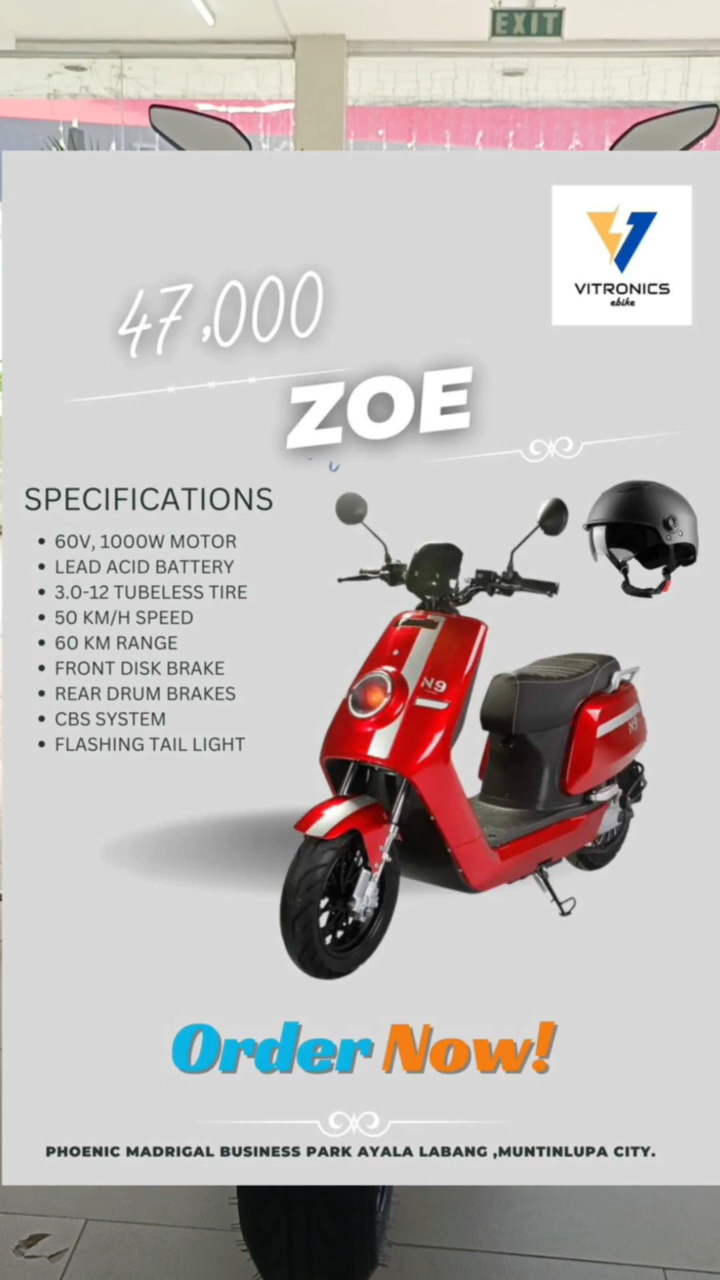 EXIT
VITRONICS
ebike
47,000
ZOE
SPECIFICATIONS
• 60V, 1000W MOTOR
• LEAD ACID BATTERY
• 3.0-12 TUBELESS TIRE
• 50 KM/H SPEED
• 60 KM RANGE
• FRONT DISK BRAKE
• REAR DRUM BRAKES
• CBS SYSTEM
• FLASHING TAIL LIGHT
N9
N9
Order Now!
PHOENIC MADRIGAL BUSINESS PARK AYALA LABANG ,MUNTINLUPA CITY.